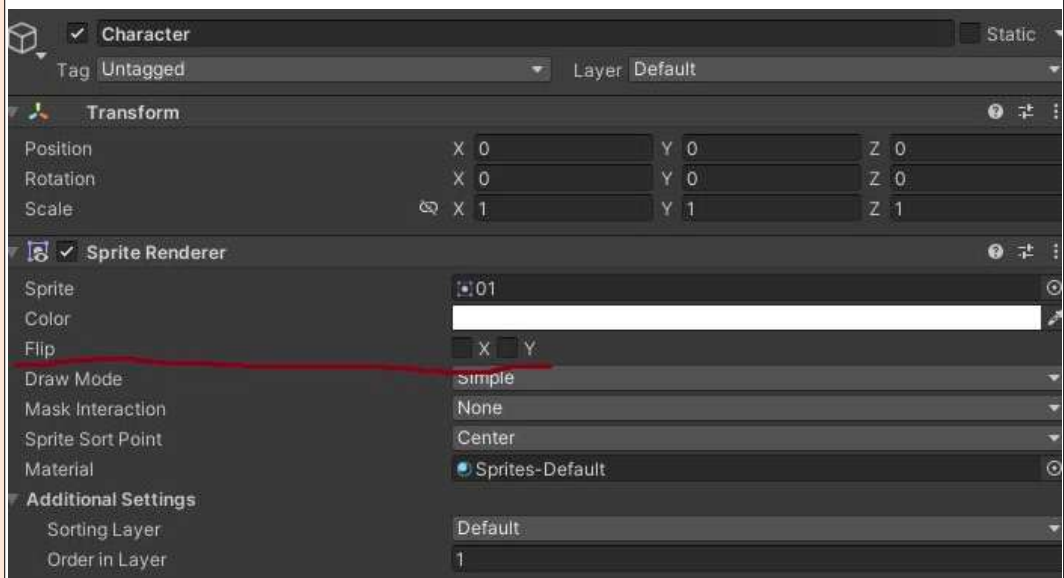 Character Static
Tag Untagged Layer Default
Transform
Position X 0 Y 0 Z 0
Rotation X 0 Y 0 Z 0
Scale X 1 Y 1 Z 1
Sprite Renderer
Sprite 01
Color
Flip X Y
Draw Mode Simple
Mask Interaction None
Sprite Sort Point Center
Material Sprites-Default
Additional Settings
Sorting Layer Default
Order in Layer 1